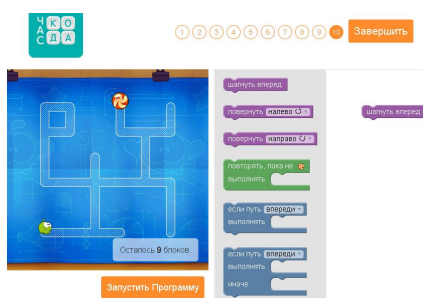 ЧАС
КО
ДА
1 2 3 4 5 6 7 8 9 10
Завершить
шагнуть вперед
повернуть налево
повернуть направо
повторять, пока не
выполнять
если путь впереди
выполнять
если путь впереди
выполнять
иначе
шагнуть вперед
Осталось 9 блоков
Запустить Программу